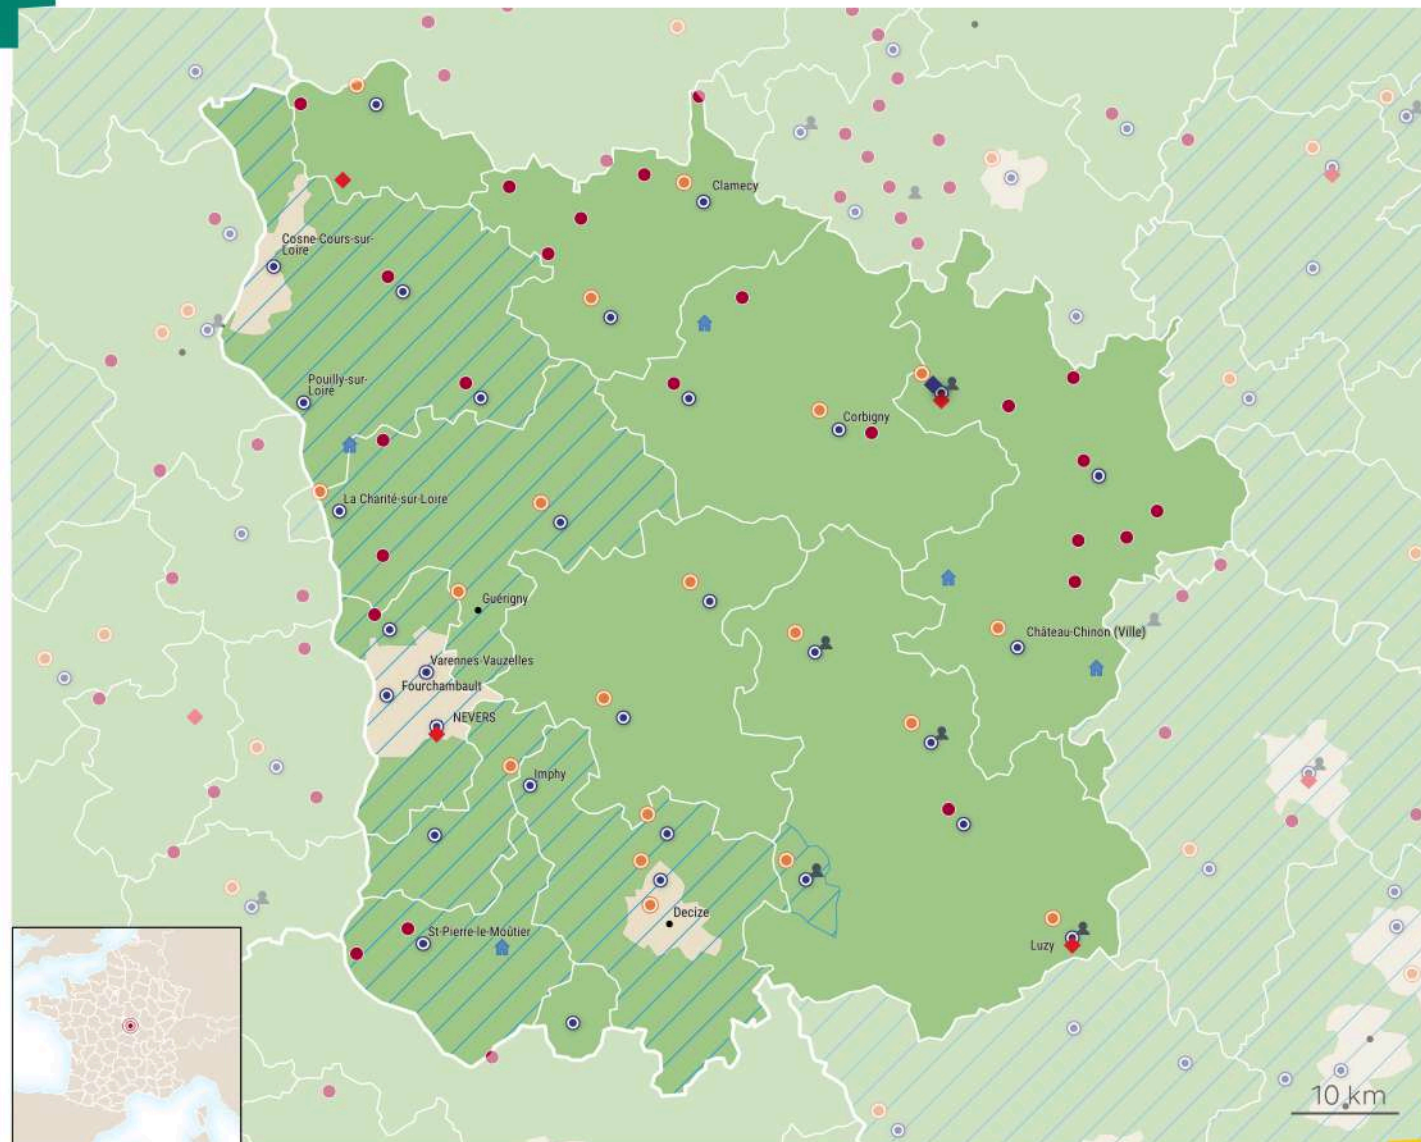 Clamecy
Cosne-Cours-sur-
Loire
Pouilly-sur-
Loire
Corbigny
La Charité-sur-Loire
Guérigny
Château-Chinon (Ville)
Varennes-Vauzelles
Fourchambault
NEVERS
Imphy
Decize
St-Pierre-le-Moûtier
Luzy
10 km